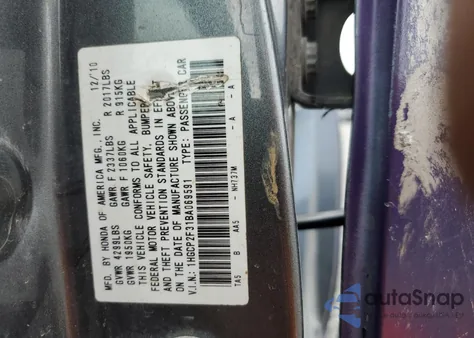 MFD. BY HONDA OF AMERICA MFG., INC. 12/10
GVWR 4299LBS GAWR F 2337LBS R 2017LBS
GVWR 1950KG GAWR F 1060KG R 915KG
THIS VEHICLE CONFORMS TO ALL APPLICABLE
FEDERAL MOTOR VEHICLE SAFETY, BUMPER,
AND THEFT PREVENTION STANDARDS IN EFFECT
ON THE DATE OF MANUFACTURE SHOWN ABOVE.
V.I.N.: 1HGCP2F31BA069591 TYPE: PASSENGER CAR
TA5 B AA5 NH737M A A
autoSnap